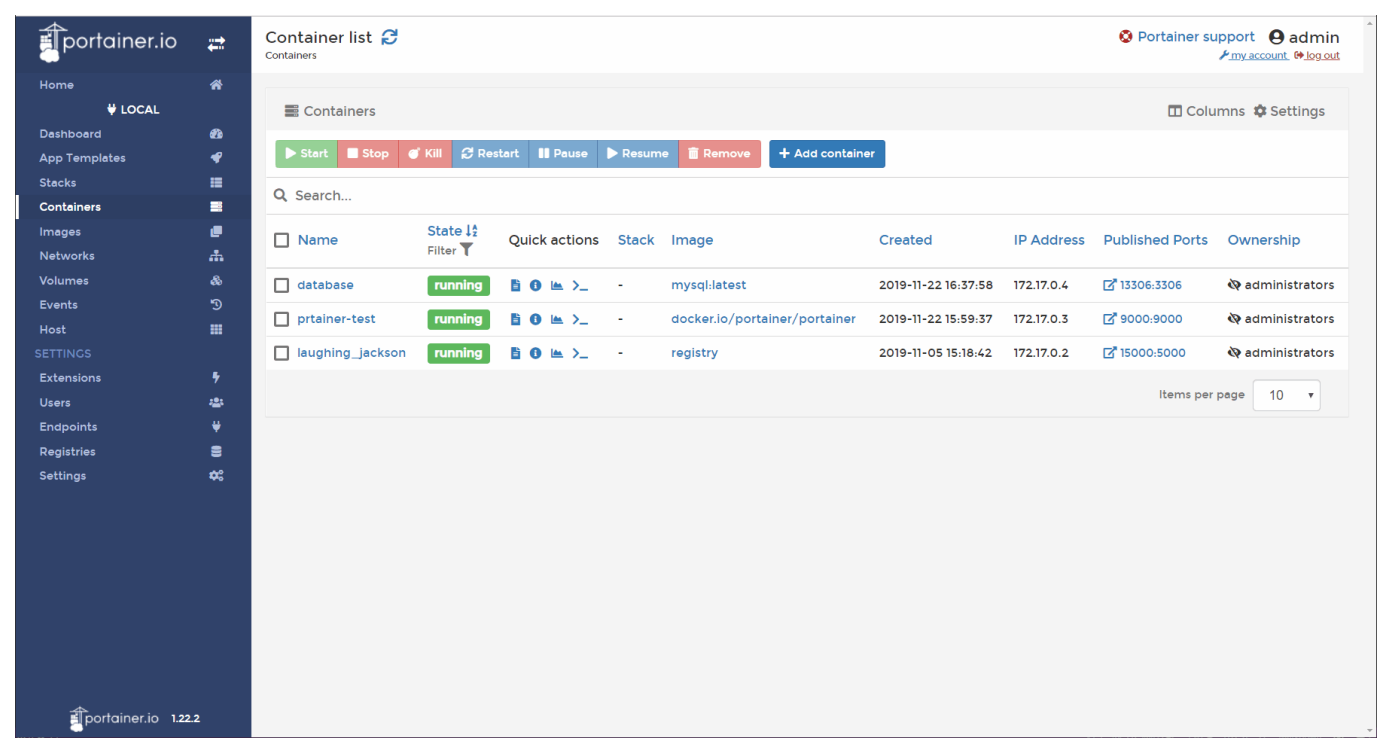 portainer.io
Home
LOCAL
Dashboard
App Templates
Stacks
Containers
Images
Networks
Volumes
Events
Host
SETTINGS
Extensions
Users
Endpoints
Registries
Settings
portainer.io 1.22.2
Container list
Containers
Portainer support admin
my account log out
Containers
Columns Settings
Start Stop Kill Restart Pause Resume Remove + Add container
Search...
Name State Filter Quick actions Stack Image Created IP Address Published Ports Ownership
database running - mysql:latest 2019-11-22 16:37:58 172.17.0.4 13306:3306 administrators
prtainer-test running - docker.io/portainer/portainer 2019-11-22 15:59:37 172.17.0.3 9000:9000 administrators
laughing_jackson running - registry 2019-11-05 15:18:42 172.17.0.2 15000:5000 administrators
Items per page 10